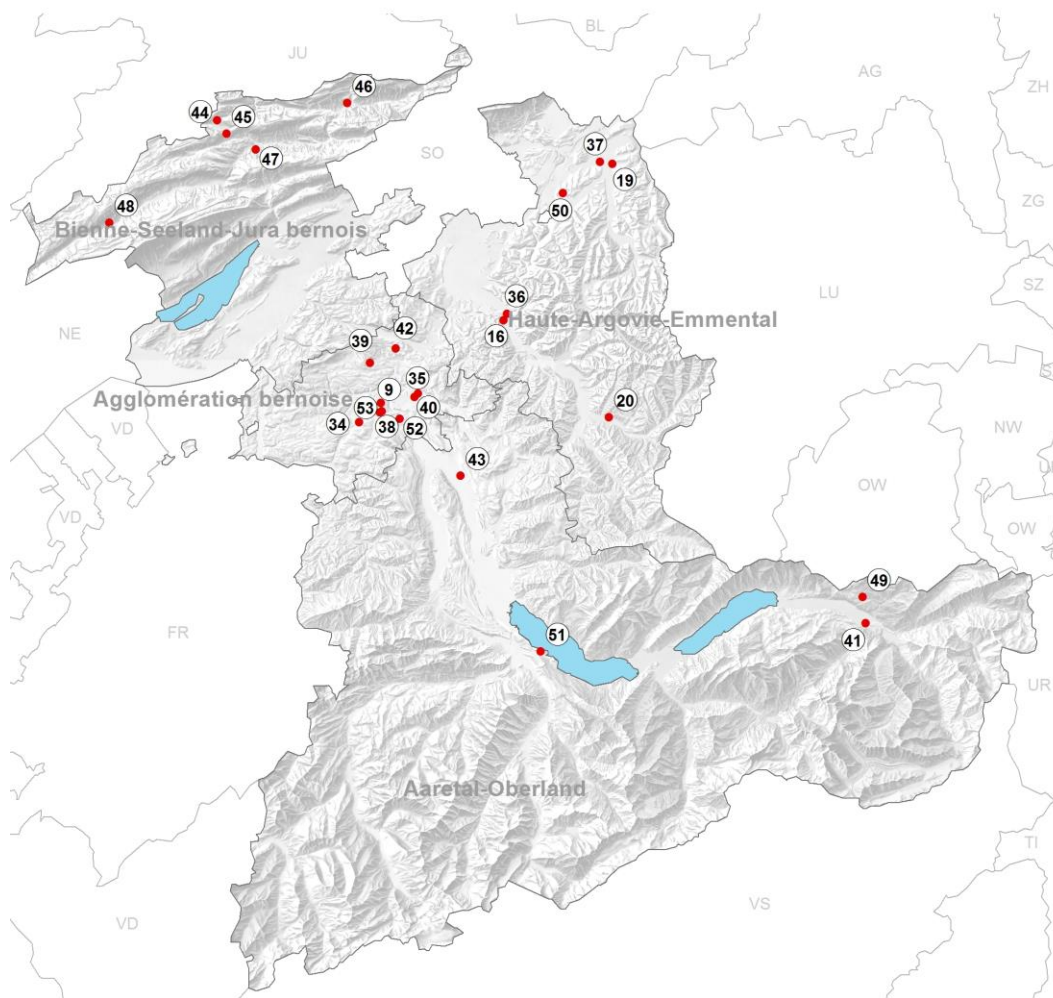 BL
JU
AG
ZH
46
44
45
47
SO
37
19
50
48
Bienne-Seeland-Jura bernois
ZG
LU
SZ
NE
36
Haute-Argovie-Emmental
16
42
39
35
9
Agglomération bernoise
VD
53
34
38
52
40
20
43
NW
OW
VD
OW
49
41
FR
51
UR
Aaretal-Oberland
TI
VS
VD